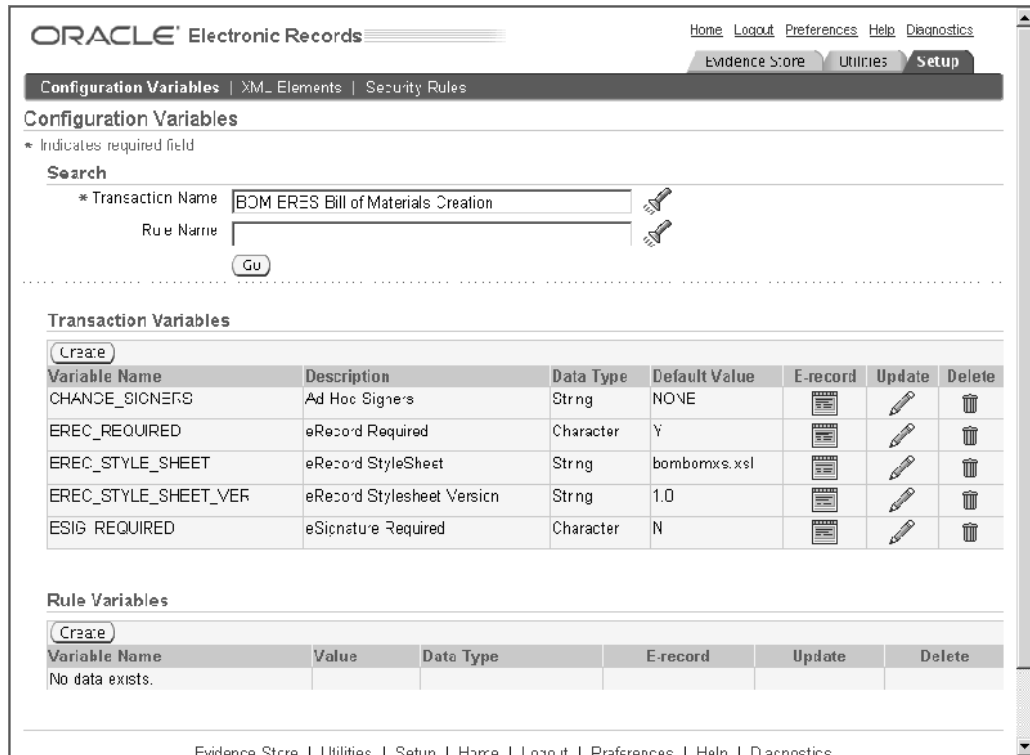 ORACLE Electronic Records
Home Logout Preferences Help Diagnostics
Evidence Store Utilities Setup
Configuration Variables | XML Elements | Security Rules
Configuration Variables
* Indicates required field
Search
* Transaction Name BOM ERES Bill of Materials Creation
Rule Name
Go
Transaction Variables
Create
Variable Name Description Data Type Default Value E-record Update Delete
CHANGE_SIGNERS Ad Hoc Signers String NONE
EREC_REQUIRED eRecord Required Character Y
EREC_STYLE_SHEET eRecord StyleSheet String bombomxs.xsl
EREC_STYLE_SHEET_VER eRecord Stylesheet Version String 1.0
ESIG_REQUIRED eSignature Required Character N
Rule Variables
Create
Variable Name Value Data Type E-record Update Delete
No data exists.
Evidence Store | Utilities | Setup | Home | Logout | Preferences | Help | Diagnostics